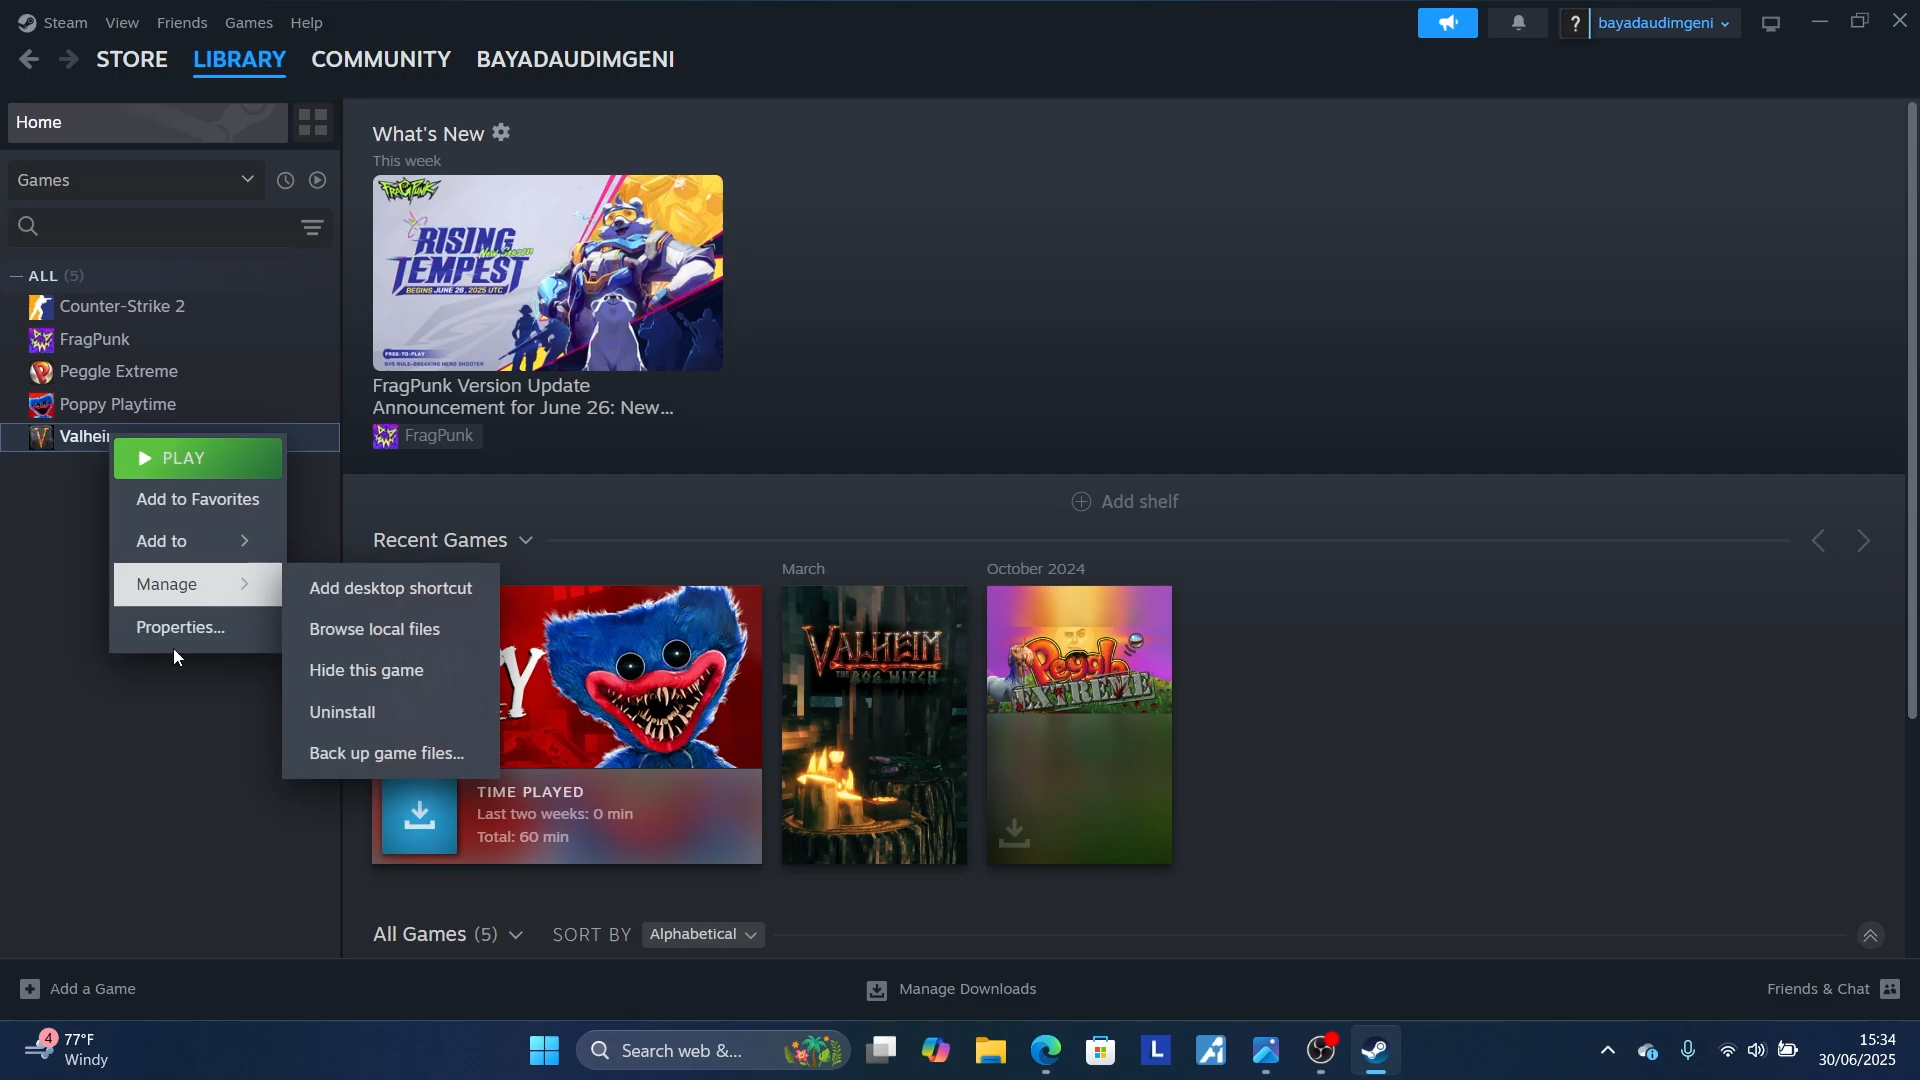 Steam View Friends Games Help
bayadaudimgeni
STORE LIBRARY COMMUNITY BAYADAUDIMGENI
Home
Games
ALL (5)
Counter-Strike 2
FragPunk
Peggle Extreme
Poppy Playtime
PLAY
Add to Favorites
Add to
Manage
Properties...
Add desktop shortcut
Browse local files
Hide this game
Uninstall
Back up game files...
What's New
This week
FRAGPUNK
RISING
New Season
TEMPEST
BEGINS JUNE 26, 2025 UTC
FREE-TO-PLAY
5V5 RULE-BREAKING HERO SHOOTER
FragPunk Version Update
Announcement for June 26: New...
FragPunk
Add shelf
Recent Games
March
October 2024
VALHEIM
THE BOG WITCH
Peggle
EXTREME
TIME PLAYED
Last two weeks: 0 min
Total: 60 min
All Games (5) SORT BY Alphabetical
Add a Game
Manage Downloads
Friends & Chat
4
77°F
Windy
Search web &...
L
15:34
30/06/2025